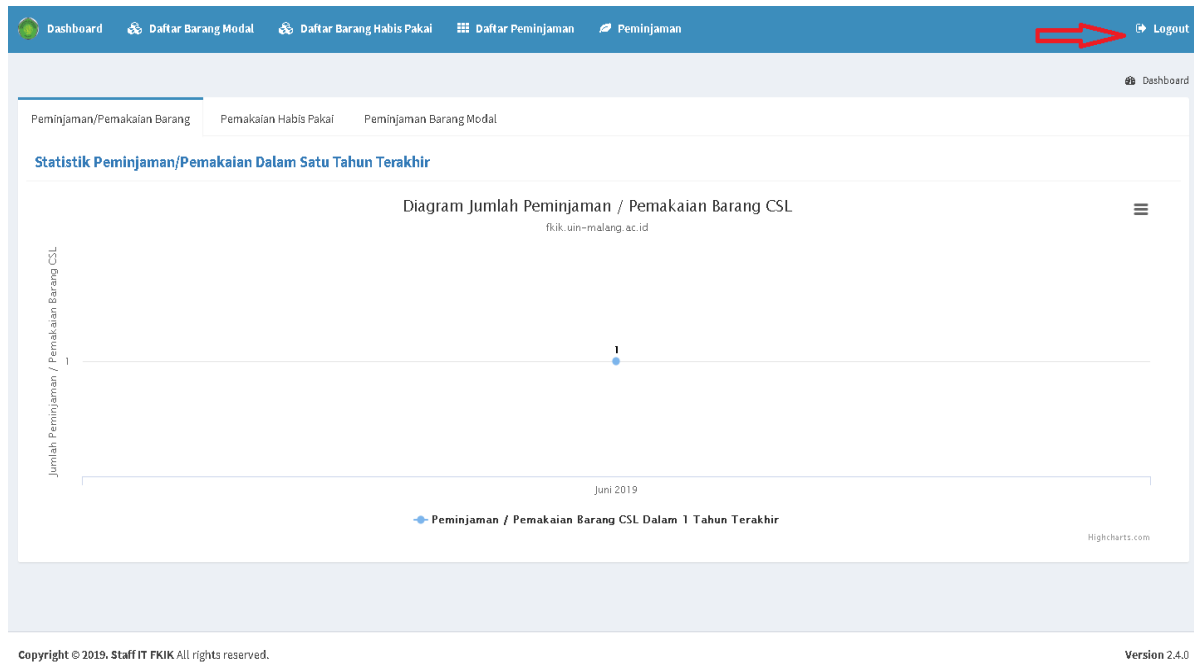 Dashboard Daftar Barang Modal Daftar Barang Habis Pakai Daftar Peminjaman Peminjaman Logout
Dashboard
Peminjaman/Pemakaian Barang Pemakaian Habis Pakai Peminjaman Barang Modal
Statistik Peminjaman/Pemakaian Dalam Satu Tahun Terakhir
Diagram Jumlah Peminjaman / Pemakaian Barang CSL
fkik.uin-malang.ac.id
Jumlah Peminjaman / Pemakaian Barang CSL
1
1
Juni 2019
Peminjaman / Pemakaian Barang CSL Dalam 1 Tahun Terakhir
Highcharts.com
Copyright © 2019. Staff IT FKIK All rights reserved. Version 2.4.0